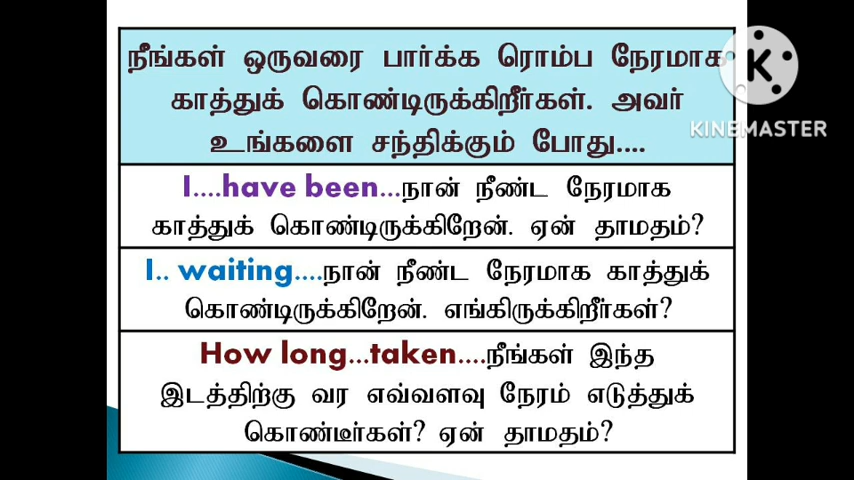 நீங்கள் ஒருவரை பார்க்க ரொம்ப நேரமாக
காத்துக் கொண்டிருக்கிறீர்கள். அவர்
உங்களை சந்திக்கும் போது....
I....have been...நான் நீண்ட நேரமாக
காத்துக் கொண்டிருக்கிறேன். ஏன் தாமதம்?
I.. waiting....நான் நீண்ட நேரமாக காத்துக்
கொண்டிருக்கிறேன். எங்கிருக்கிறீர்கள்?
How long...taken....நீங்கள் இந்த
இடத்திற்கு வர எவ்வளவு நேரம் எடுத்துக்
கொண்டீர்கள்? ஏன் தாமதம்?
K
KINEMASTER